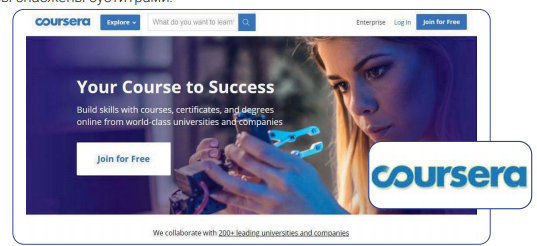 снабжены субтитрами.
coursera Explore What do you want to learn? Enterprise Log In Join for Free
Your Course to Success
Build skills with courses, certificates, and degrees
online from world-class universities and companies
Join for Free
coursera
We collaborate with 200+ leading universities and companies